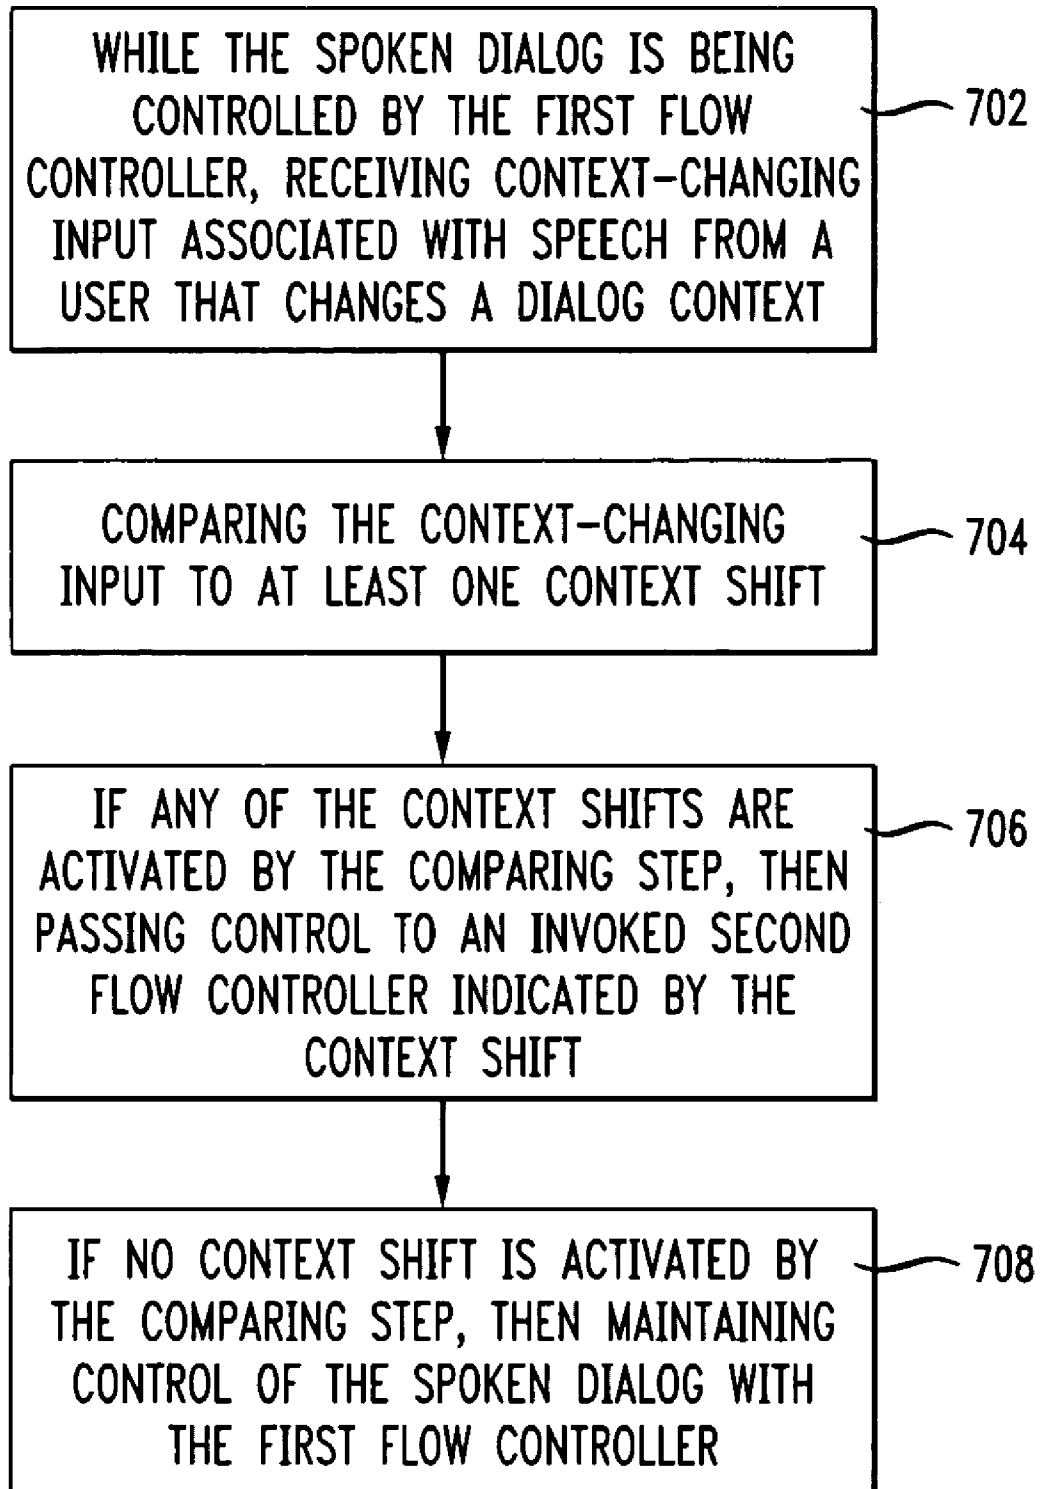 WHILE THE SPOKEN DIALOG IS BEING
CONTROLLED BY THE FIRST FLOW
CONTROLLER, RECEIVING CONTEXT-CHANGING
INPUT ASSOCIATED WITH SPEECH FROM A
USER THAT CHANGES A DIALOG CONTEXT
702
COMPARING THE CONTEXT-CHANGING
INPUT TO AT LEAST ONE CONTEXT SHIFT
704
IF ANY OF THE CONTEXT SHIFTS ARE
ACTIVATED BY THE COMPARING STEP, THEN
PASSING CONTROL TO AN INVOKED SECOND
FLOW CONTROLLER INDICATED BY THE
CONTEXT SHIFT
706
IF NO CONTEXT SHIFT IS ACTIVATED BY
THE COMPARING STEP, THEN MAINTAINING
CONTROL OF THE SPOKEN DIALOG WITH
THE FIRST FLOW CONTROLLER
708